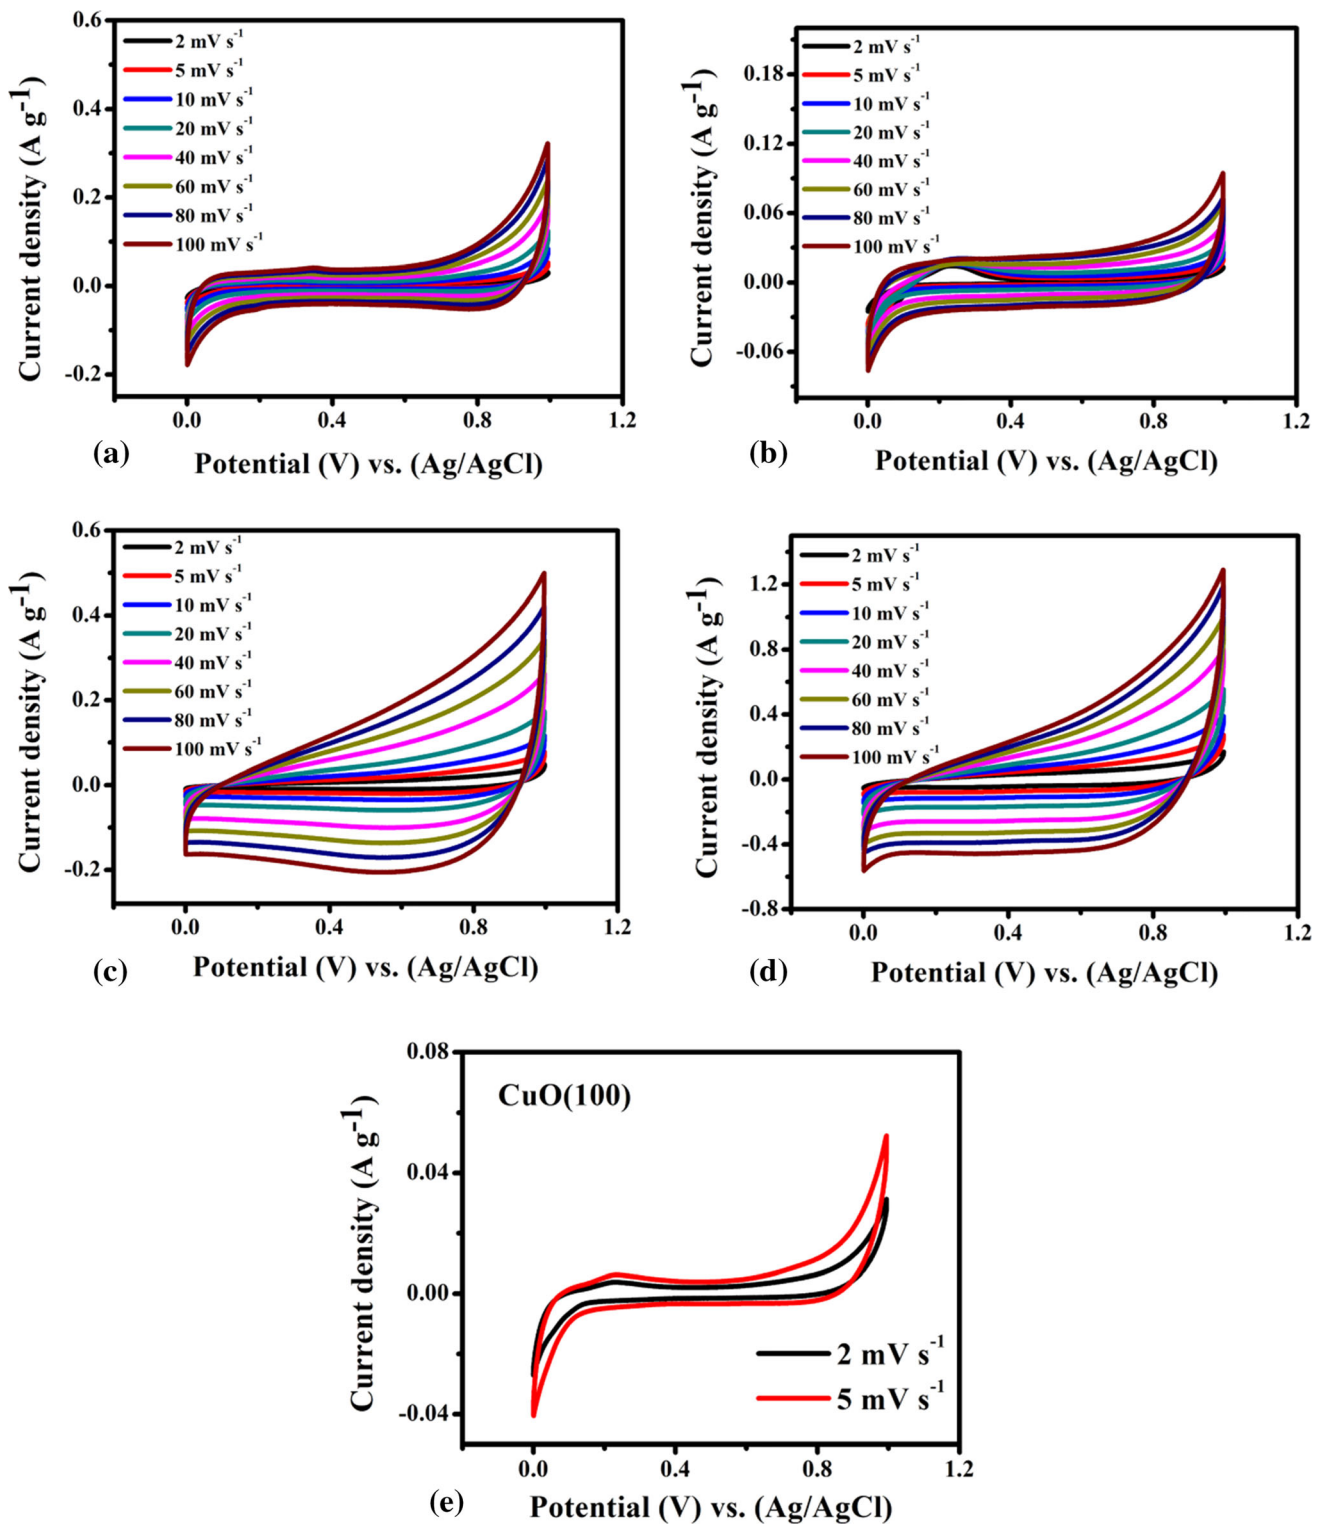 0.6
0.4
0.2
0.0
-0.2
Current density (A g-1)
2 mV s-1
5 mV s-1
10 mV s-1
20 mV s-1
40 mV s-1
60 mV s-1
80 mV s-1
100 mV s-1
0.0 0.4 0.8 1.2
(a)
Potential (V) vs. (Ag/AgCl)
0.18
0.12
0.06
0.00
-0.06
Current density (A g-1)
2 mV s-1
5 mV s-1
10 mV s-1
20 mV s-1
40 mV s-1
60 mV s-1
80 mV s-1
100 mV s-1
0.0 0.4 0.8 1.2
(b)
Potential (V) vs. (Ag/AgCl)
0.6
0.4
0.2
0.0
-0.2
Current density (A g-1)
2 mV s-1
5 mV s-1
10 mV s-1
20 mV s-1
40 mV s-1
60 mV s-1
80 mV s-1
100 mV s-1
0.0 0.4 0.8 1.2
(c)
Potential (V) vs. (Ag/AgCl)
1.2
0.8
0.4
0.0
-0.4
-0.8
Current density (A g-1)
2 mV s-1
5 mV s-1
10 mV s-1
20 mV s-1
40 mV s-1
60 mV s-1
80 mV s-1
100 mV s-1
0.0 0.4 0.8 1.2
(d)
Potential (V) vs. (Ag/AgCl)
0.08
0.04
0.00
-0.04
Current density (A g-1)
CuO(100)
2 mV s-1
5 mV s-1
0.0 0.4 0.8 1.2
(e)
Potential (V) vs. (Ag/AgCl)